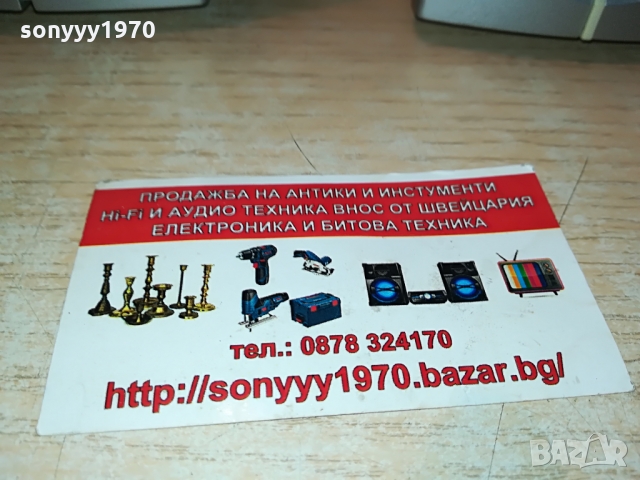 sonyyy1970
ПРОДАЖБА НА АНТИКИ И ИНСТУМЕНТИ
Hi-Fi И АУДИО ТЕХНИКА ВНОС ОТ ШВЕЙЦАРИЯ
ЕЛЕКТРОНИКА И БИТОВА ТЕХНИКА
тел.: 0878 324170
http://sonyyy1970.bazar.bg/
BAZAR